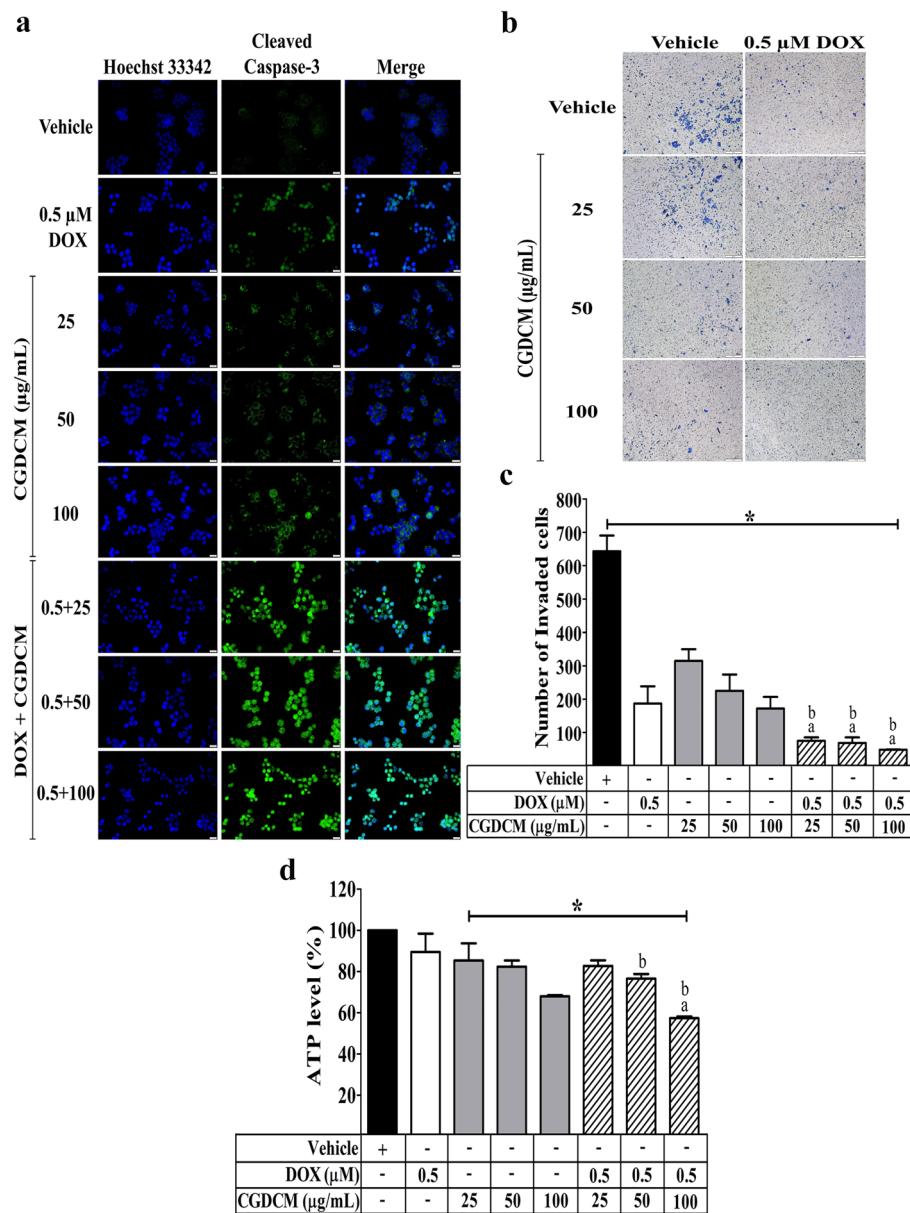 a
Hoechst 33342
Cleaved
Caspase-3
Merge
Vehicle
0.5 µM
DOX
CGDCM (µg/mL)
25
50
100
DOX + CGDCM
0.5+25
0.5+50
0.5+100
b
Vehicle
0.5 µM DOX
Vehicle
CGDCM (µg/mL)
25
50
100
c
Number of Invaded cells
800
700
600
500
400
300
200
100
*
b b b
a a a
Vehicle + - - - - - - -
DOX (µM) - 0.5 - - - 0.5 0.5 0.5
CGDCM (µg/mL) - - 25 50 100 25 50 100
d
ATP level (%)
120
100
80
60
40
20
*
b
b
a
Vehicle + - - - - - - -
DOX (µM) - 0.5 - - - 0.5 0.5 0.5
CGDCM (µg/mL) - - 25 50 100 25 50 100